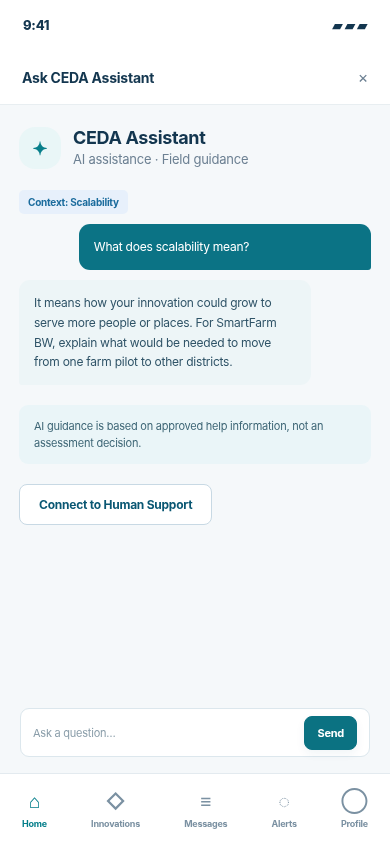 9:41
Ask CEDA Assistant ×
CEDA Assistant
AI assistance · Field guidance
Context: Scalability
What does scalability mean?
It means how your innovation could grow to
serve more people or places. For SmartFarm
BW, explain what would be needed to move
from one farm pilot to other districts.
AI guidance is based on approved help information, not an
assessment decision.
Connect to Human Support
Ask a question...
Send
Home Innovations Messages Alerts Profile